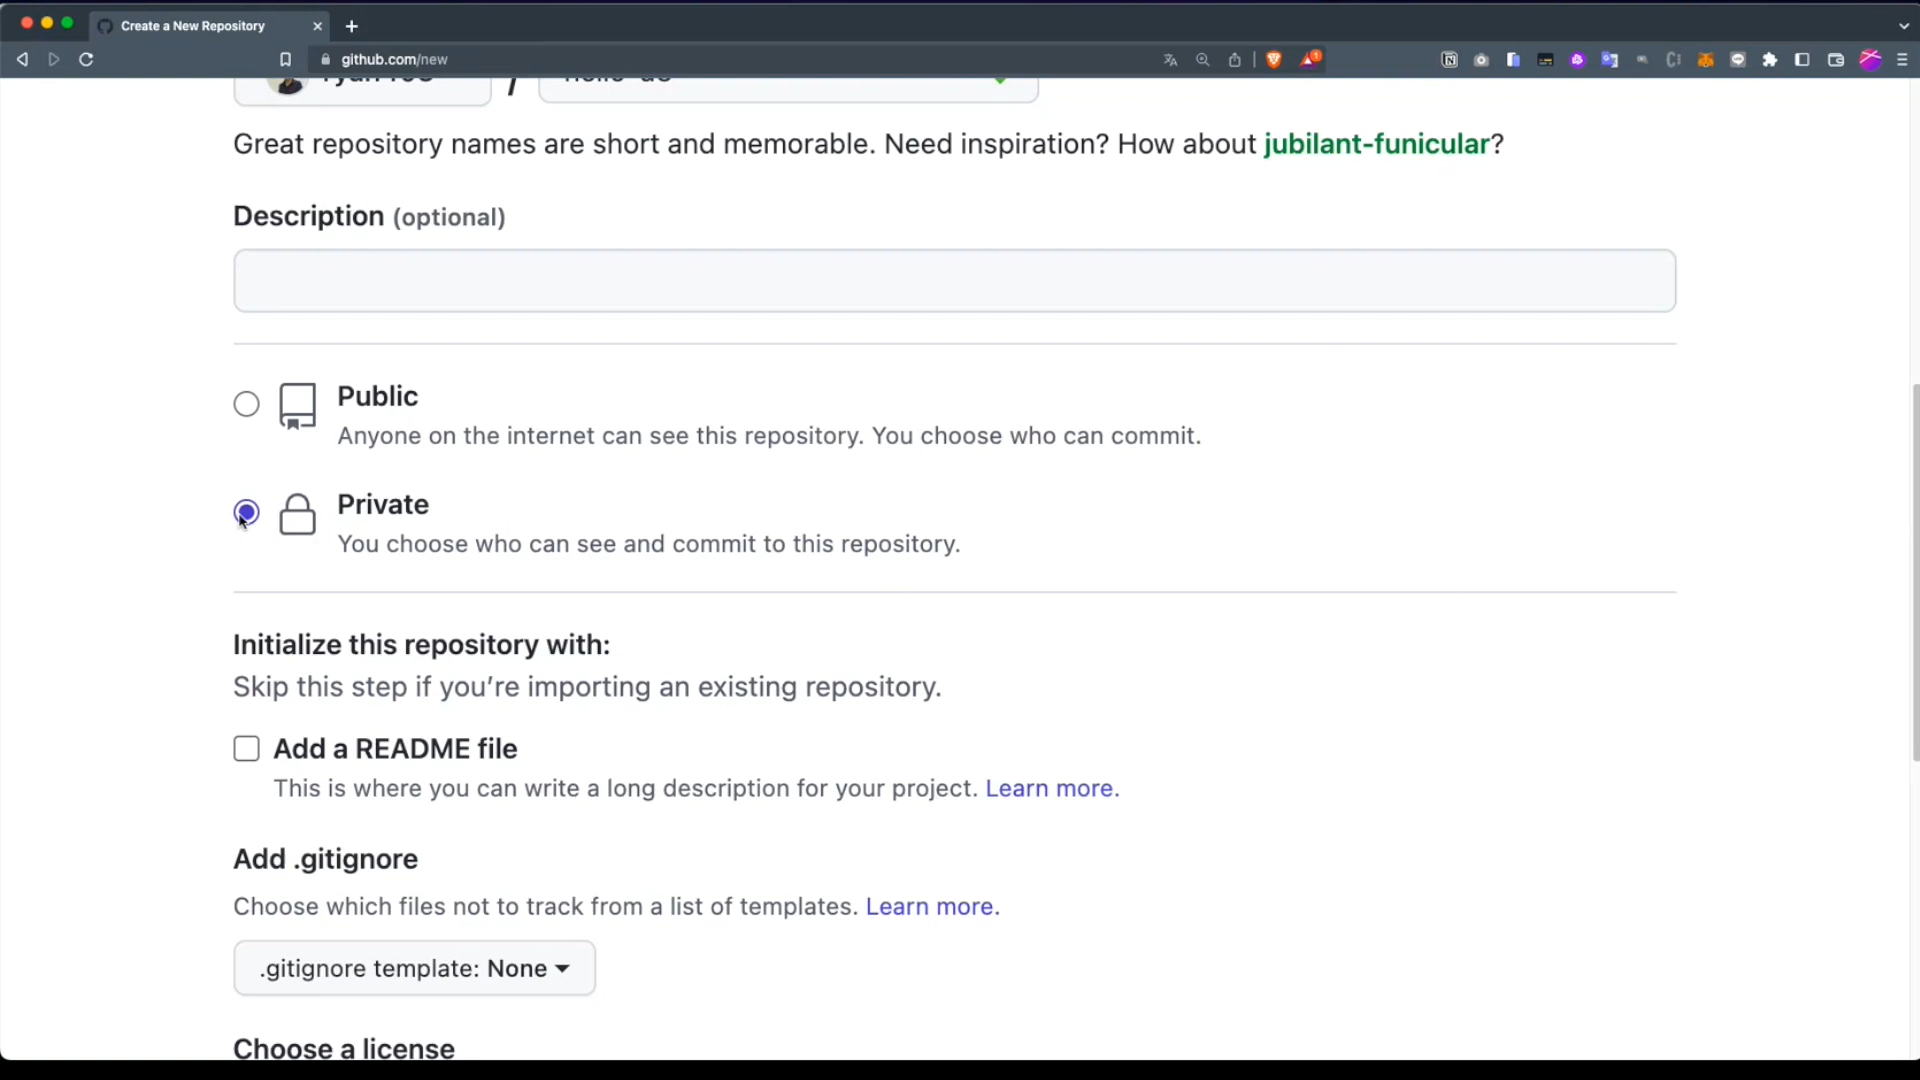 Create a New Repository
github.com/new
Great repository names are short and memorable. Need inspiration? How about jubilant-funicular?
Description (optional)
Public
Anyone on the internet can see this repository. You choose who can commit.
Private
You choose who can see and commit to this repository.
Initialize this repository with:
Skip this step if you’re importing an existing repository.
Add a README file
This is where you can write a long description for your project. Learn more.
Add .gitignore
Choose which files not to track from a list of templates. Learn more.
.gitignore template: None
Choose a license